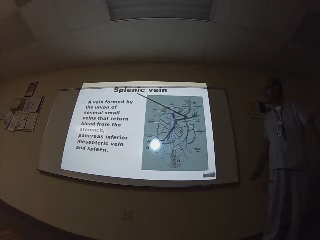 Splenic vein
A vein formed by
the union of
several small
veins that return
blood from the
stomach,
pancreas inferior
mesenteric vein
and spleen.